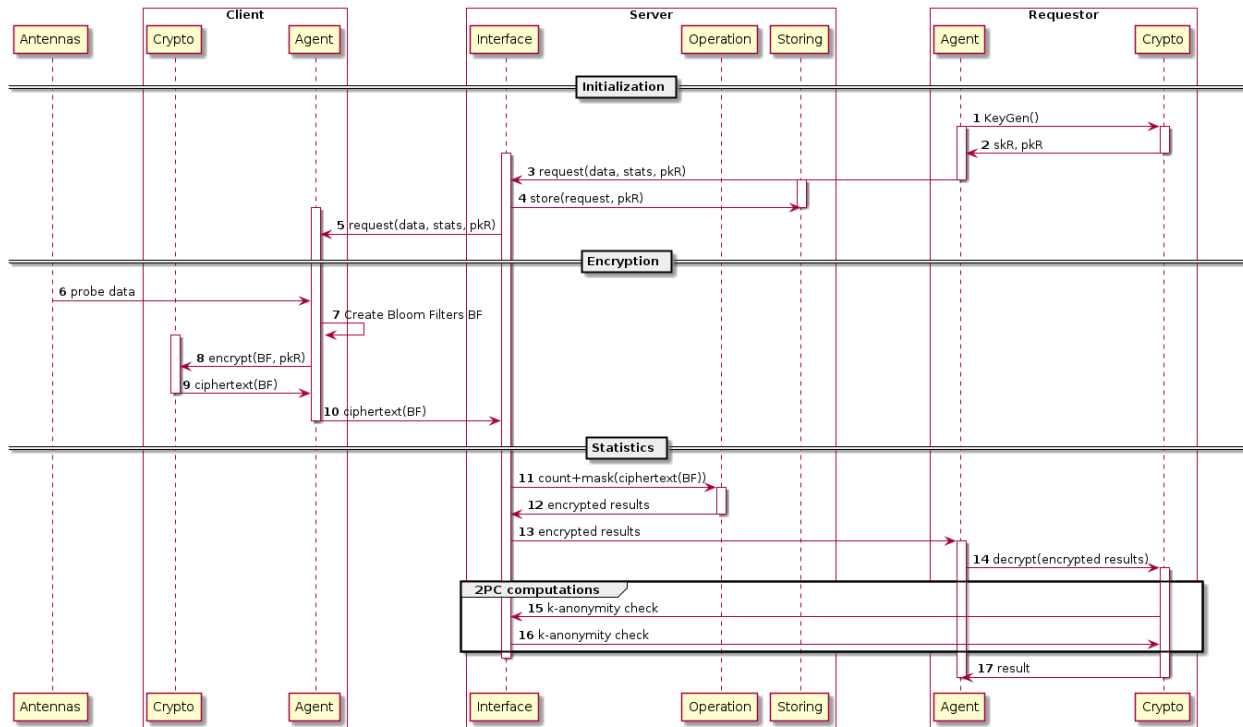 Client Server Requestor
Antennas Crypto Agent Interface Operation Storing Agent Crypto
Initialization
1 KeyGen()
2 skR, pkR
3 request(data, stats, pkR)
4 store(request, pkR)
5 request(data, stats, pkR)
Encryption
6 probe data
7 Create Bloom Filters BF
8 encrypt(BF, pkR)
9 ciphertext(BF)
10 ciphertext(BF)
Statistics
11 count+mask(ciphertext(BF))
12 encrypted results
13 encrypted results
14 decrypt(encrypted results)
2PC computations
15 k-anonymity check
16 k-anonymity check
17 result
Antennas Crypto Agent Interface Operation Storing Agent Crypto